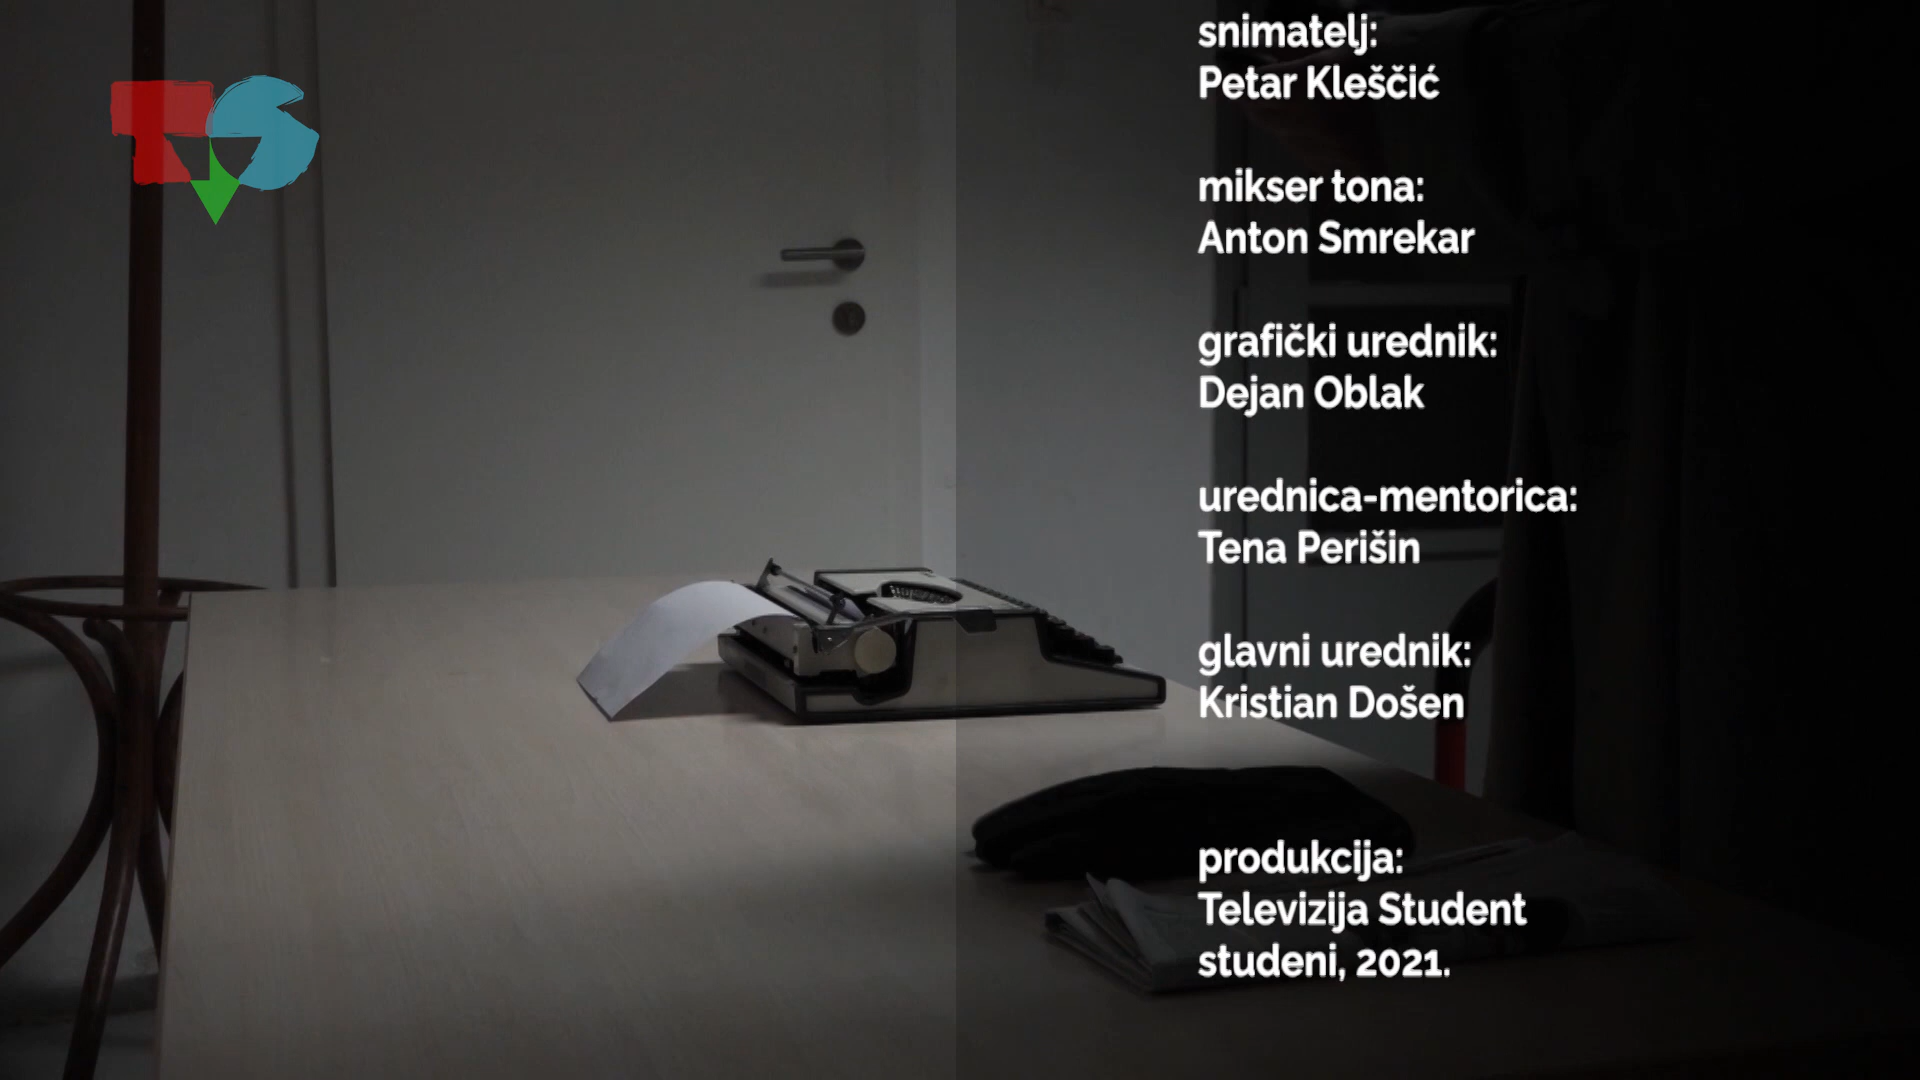 TS
snimatelj:
Petar Kleščić
mikser tona:
Anton Smrekar
grafički urednik:
Dejan Oblak
urednica-mentorica:
Tena Perišin
glavni urednik:
Kristian Došen
produkcija:
Televizija Student
studeni, 2021.